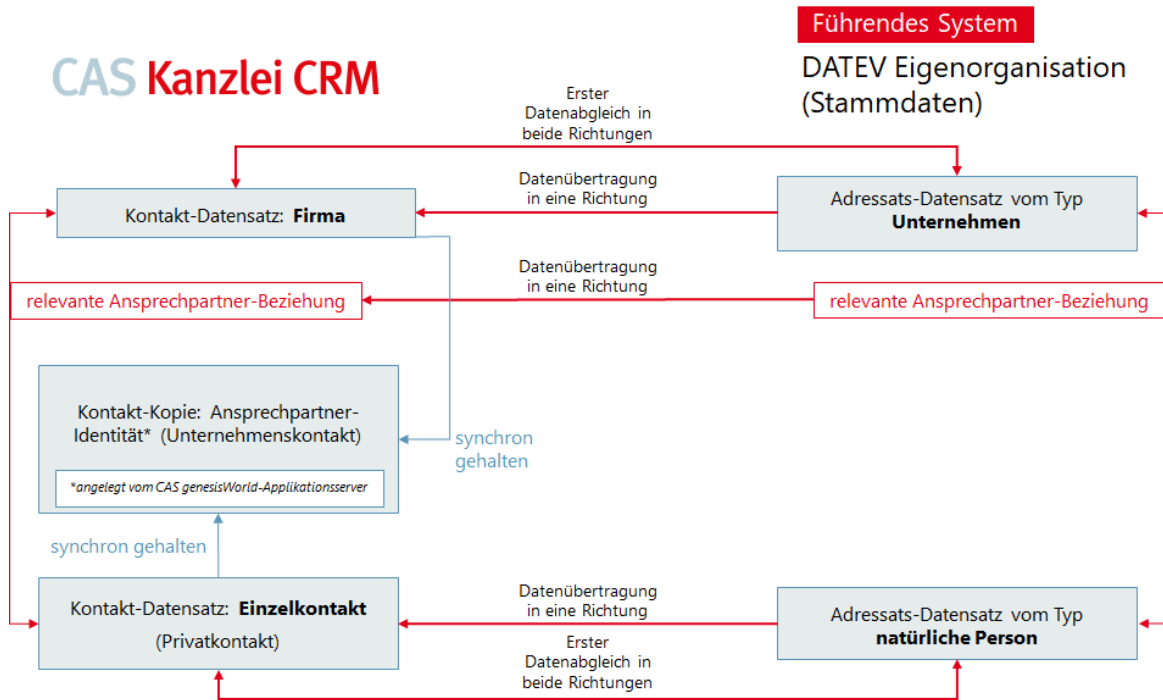 Führendes System
CAS Kanzlei CRM
DATEV Eigenorganisation
(Stammdaten)
Erster
Datenabgleich in
beide Richtungen
Kontakt-Datensatz: Firma
Datenübertragung
in eine Richtung
Adressats-Datensatz vom Typ
Unternehmen
relevante Ansprechpartner-Beziehung
Datenübertragung
in eine Richtung
relevante Ansprechpartner-Beziehung
Kontakt-Kopie: Ansprechpartner-
Identität* (Unternehmenskontakt)
*angelegt vom CAS genesisWorld-Applikationsserver
synchron
gehalten
synchron gehalten
Kontakt-Datensatz: Einzelkontakt
(Privatkontakt)
Datenübertragung
in eine Richtung
Adressats-Datensatz vom Typ
natürliche Person
Erster
Datenabgleich in
beide Richtungen